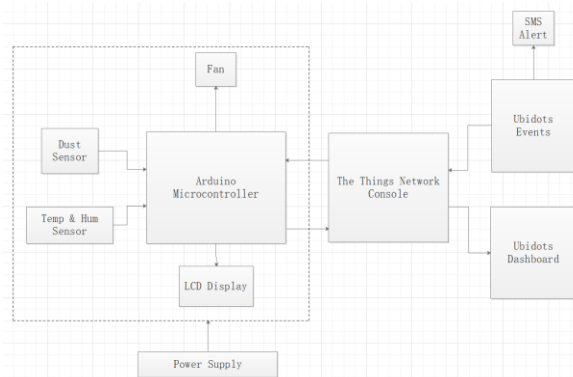 SMS
Alert
Fan
Ubidots
Events
Dust
Sensor
Arduino
Microcontroller
The Things Network
Console
Temp & Hum
Sensor
Ubidots
Dashboard
LCD Display
Power Supply